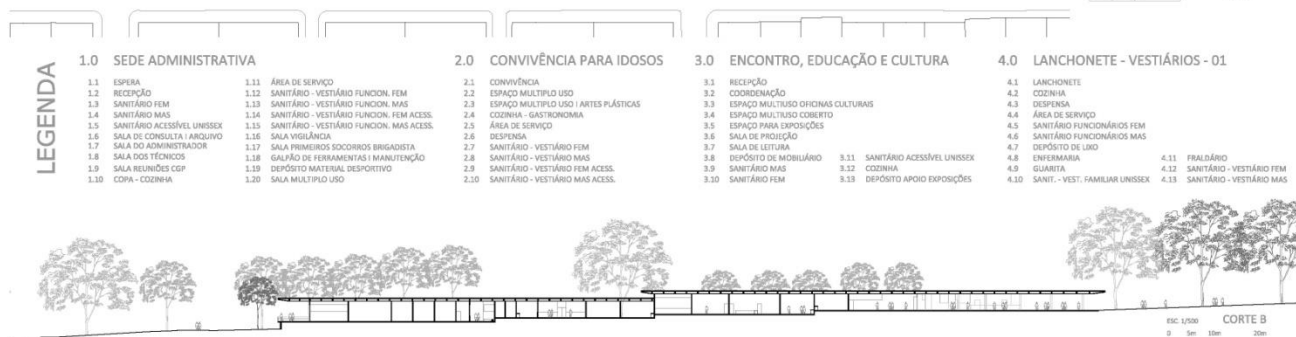 LEGENDA
1.0 SEDE ADMINISTRATIVA
1.1 ESPERA
1.2 RECEPÇÃO
1.3 SANITÁRIO FEM
1.4 SANITÁRIO MAS
1.5 SANITÁRIO ACESSÍVEL UNISSEX
1.6 SALA DE CONSULTA I ARQUIVO
1.7 SALA DO ADMINISTRADOR
1.8 SALA DOS TÉCNICOS
1.9 SALA REUNIÕES CGP
1.10 COPA - COZINHA
1.11 ÁREA DE SERVIÇO
1.12 SANITÁRIO - VESTIÁRIO FUNCION. FEM
1.13 SANITÁRIO - VESTIÁRIO FUNCION. MAS
1.14 SANITÁRIO - VESTIÁRIO FUNCION. FEM ACESS.
1.15 SANITÁRIO - VESTIÁRIO FUNCION. MAS ACESS.
1.16 SALA VIGILÂNCIA
1.17 SALA PRIMEIROS SOCORROS BRIGADISTA
1.18 GALPÃO DE FERRAMENTAS I MANUTENÇÃO
1.19 DEPÓSITO MATERIAL DESPORTIVO
1.20 SALA MULTIPLO USO
2.0 CONVIVÊNCIA PARA IDOSOS
2.1 CONVIVÊNCIA
2.2 ESPAÇO MULTIPLO USO
2.3 ESPAÇO MULTIPLO USO I ARTES PLÁSTICAS
2.4 COZINHA - GASTRONOMIA
2.5 ÁREA DE SERVIÇO
2.6 DESPENSA
2.7 SANITÁRIO - VESTIÁRIO FEM
2.8 SANITÁRIO - VESTIÁRIO MAS
2.9 SANITÁRIO - VESTIÁRIO FEM ACESS.
2.10 SANITÁRIO - VESTIÁRIO MAS ACESS.
3.0 ENCONTRO, EDUCAÇÃO E CULTURA
3.1 RECEPÇÃO
3.2 COORDENAÇÃO
3.3 ESPAÇO MULTIUSO OFICINAS CULTURAIS
3.4 ESPAÇO MULTIUSO COBERTO
3.5 ESPAÇO PARA EXPOSIÇÕES
3.6 SALA DE PROJEÇÃO
3.7 SALA DE LEITURA
3.8 DEPÓSITO DE MOBILIÁRIO
3.9 SANITÁRIO MAS
3.10 SANITÁRIO FEM
3.11 SANITÁRIO ACESSÍVEL UNISSEX
3.12 COZINHA
3.13 DEPÓSITO APOIO EXPOSIÇÕES
4.0 LANCHONETE - VESTIÁRIOS - 01
4.1 LANCHONETE
4.2 COZINHA
4.3 DESPENSA
4.4 ÁREA DE SERVIÇO
4.5 SANITÁRIO FUNCIONÁRIOS FEM
4.6 SANITÁRIO FUNCIONÁRIOS MAS
4.7 DEPÓSITO DE LIXO
4.8 ENFERMARIA
4.9 GUARITA
4.10 SANIT. - VEST. FAMILIAR UNISSEX
4.11 FRALDÁRIO
4.12 SANITÁRIO - VESTIÁRIO FEM
4.13 SANITÁRIO - VESTIÁRIO MAS
ESC. 1/500 CORTE B
0 5m 10m 20m